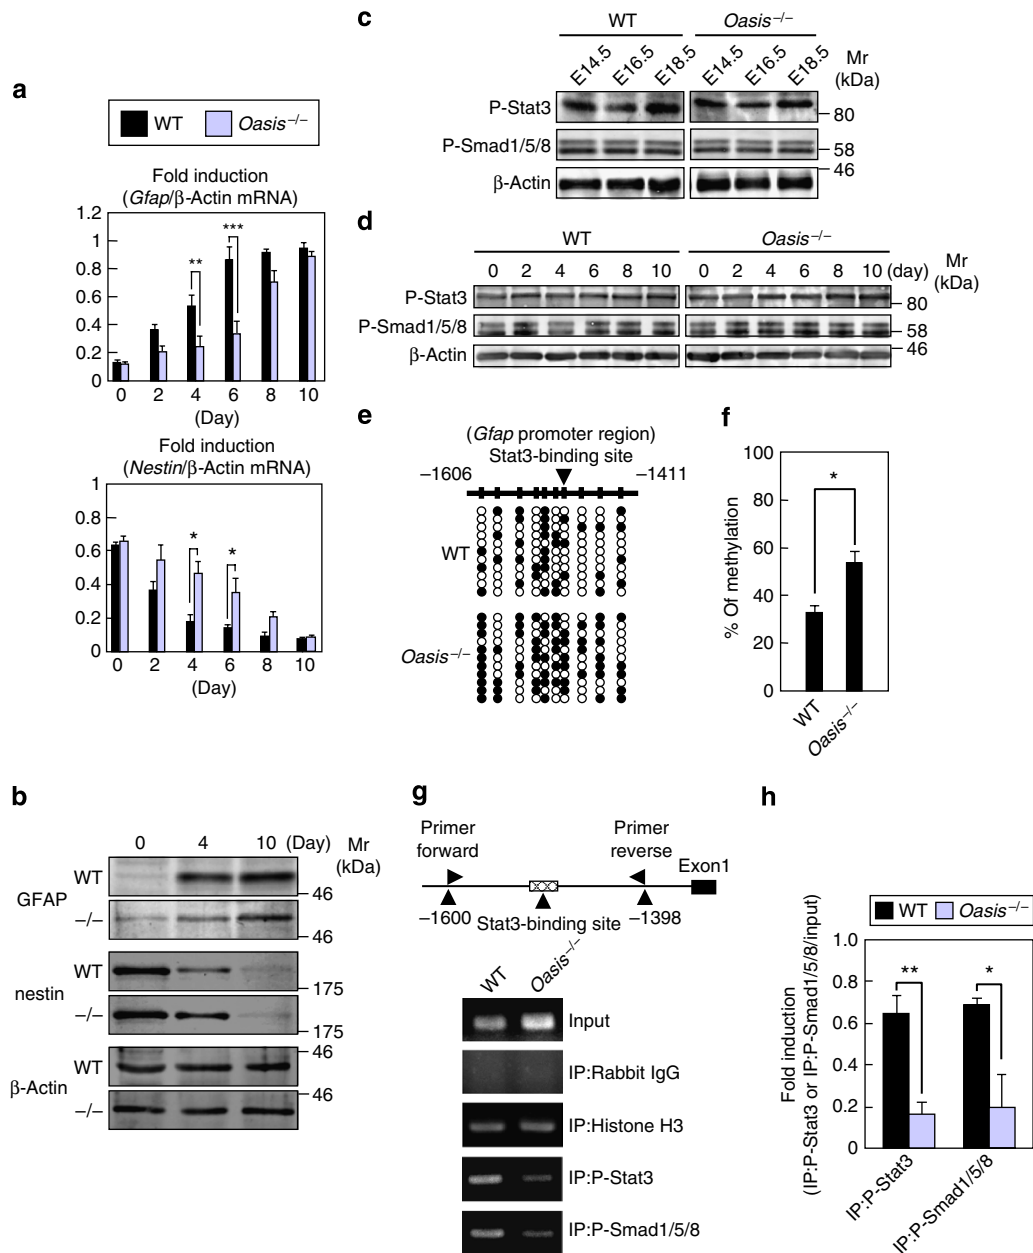 a
WT Oasis−/−
Fold induction
(Gfap/β-Actin mRNA)
1.2
1
0.8
0.6
0.4
0.2
0
** ***
0 2 4 6 8 10
(Day)
Fold induction
(Nestin/β-Actin mRNA)
1
0.8
0.6
0.4
0.2
0
* *
0 2 4 6 8 10
(Day)
b
0 4 10 (Day) Mr
(kDa)
GFAP
WT
46
−/−
46
nestin
WT
175
−/−
175
β-Actin
WT
46
−/−
46
c
WT Oasis−/−
E14.5 E16.5 E18.5 E14.5 E16.5 E18.5 Mr
(kDa)
P-Stat3
80
P-Smad1/5/8
58
46
β-Actin
d
WT Oasis−/−
0 2 4 6 8 10 0 2 4 6 8 10 (day) Mr
(kDa)
P-Stat3
80
P-Smad1/5/8
58
46
β-Actin
e
(Gfap promoter region)
Stat3-binding site
−1606 −1411
WT
Oasis−/−
f
% Of methylation
100
80
60
40
20
0
*
WT Oasis−/−
g
Primer
forward
Primer
reverse
Exon1
−1600 Stat3-binding site −1398
WT Oasis−/−
Input
IP:Rabbit IgG
IP:Histone H3
IP:P-Stat3
IP:P-Smad1/5/8
h
WT Oasis−/−
Fold induction
(IP:P-Stat3 or IP:P-Smad1/5/8/input)
1.0
0.8
0.6
0.4
0.2
0
** *
IP:P-Stat3 IP:P-Smad1/5/8